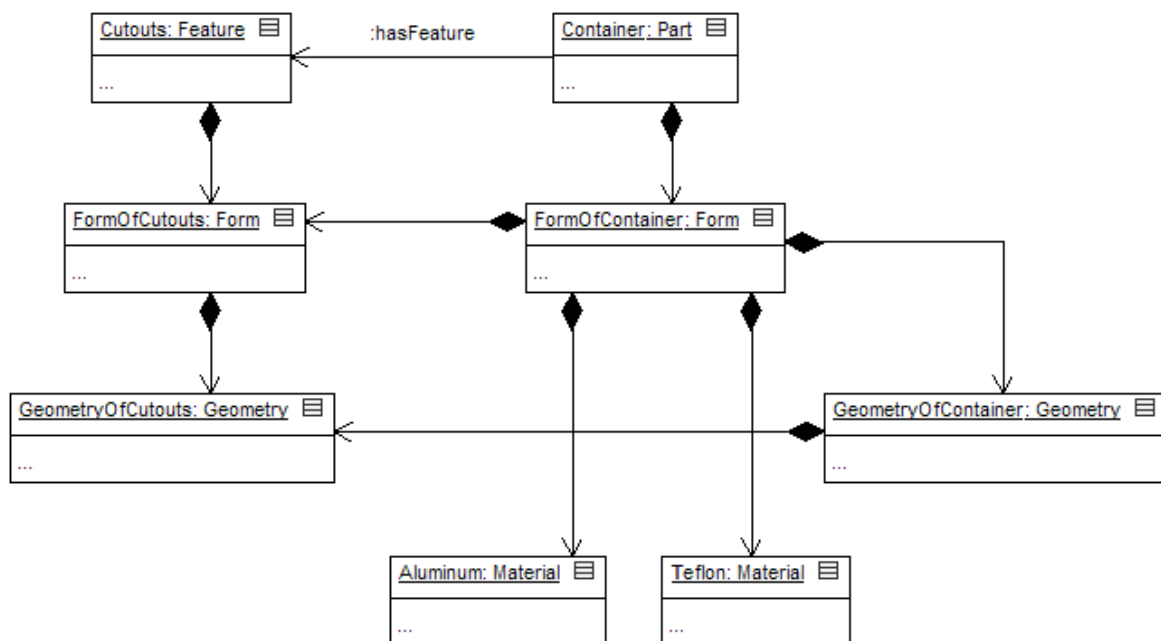 Cutouts: Feature
:hasFeature
Container: Part
...
...
FormOfCutouts: Form
FormOfContainer: Form
...
...
GeometryOfCutouts: Geometry
GeometryOfContainer: Geometry
...
...
Aluminum: Material
Teflon: Material
...
...